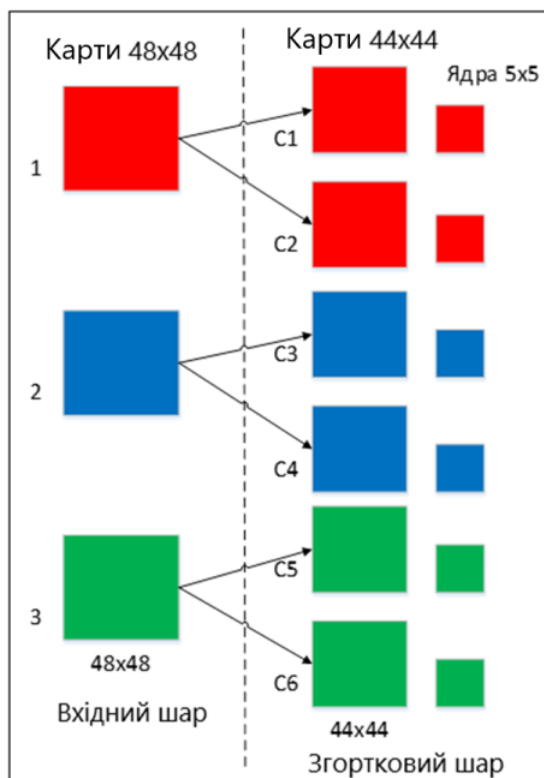 Карти 48x48
Карти 44x44
Ядра 5x5
1
C1
C2
2
C3
C4
3
C5
C6
48x48
Вхідний шар
44x44
Згортковий шар